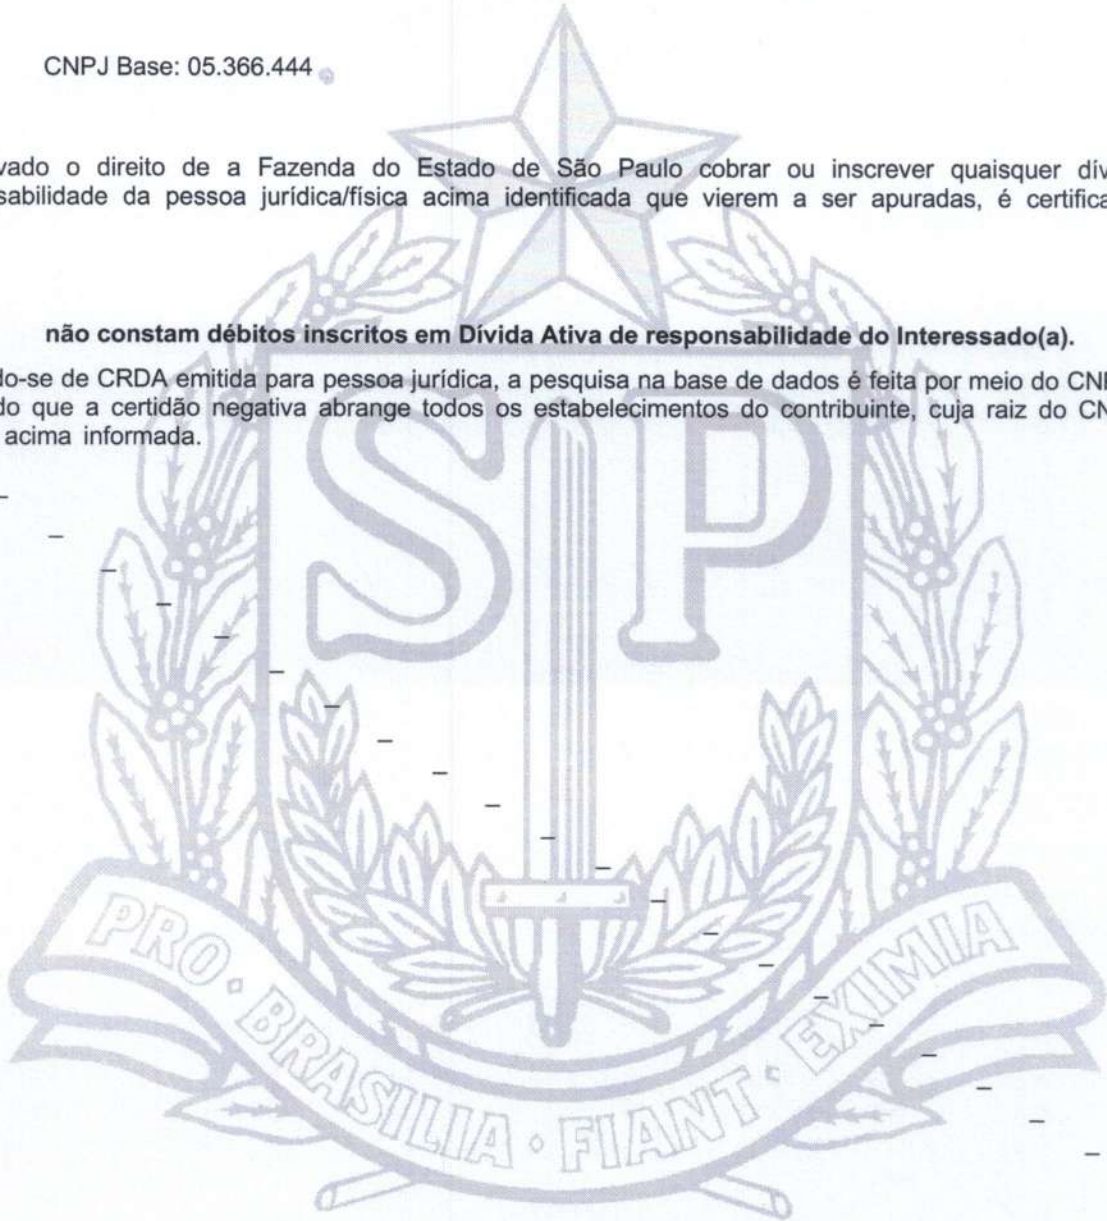 CNPJ Base: 05.366.444
vado o direito de a Fazenda do Estado de São Paulo cobrar ou inscrever quaisquer dív
sabilidade da pessoa jurídica/física acima identificada que vierem a ser apuradas, é certifica
não constam débitos inscritos em Dívida Ativa de responsabilidade do Interessado(a).
do-se de CRDA emitida para pessoa jurídica, a pesquisa na base de dados é feita por meio do CNP
do que a certidão negativa abrange todos os estabelecimentos do contribuinte, cuja raiz do CN
acima informada.
SP
PRO · BRASILIA · FIANT · EXIMIA